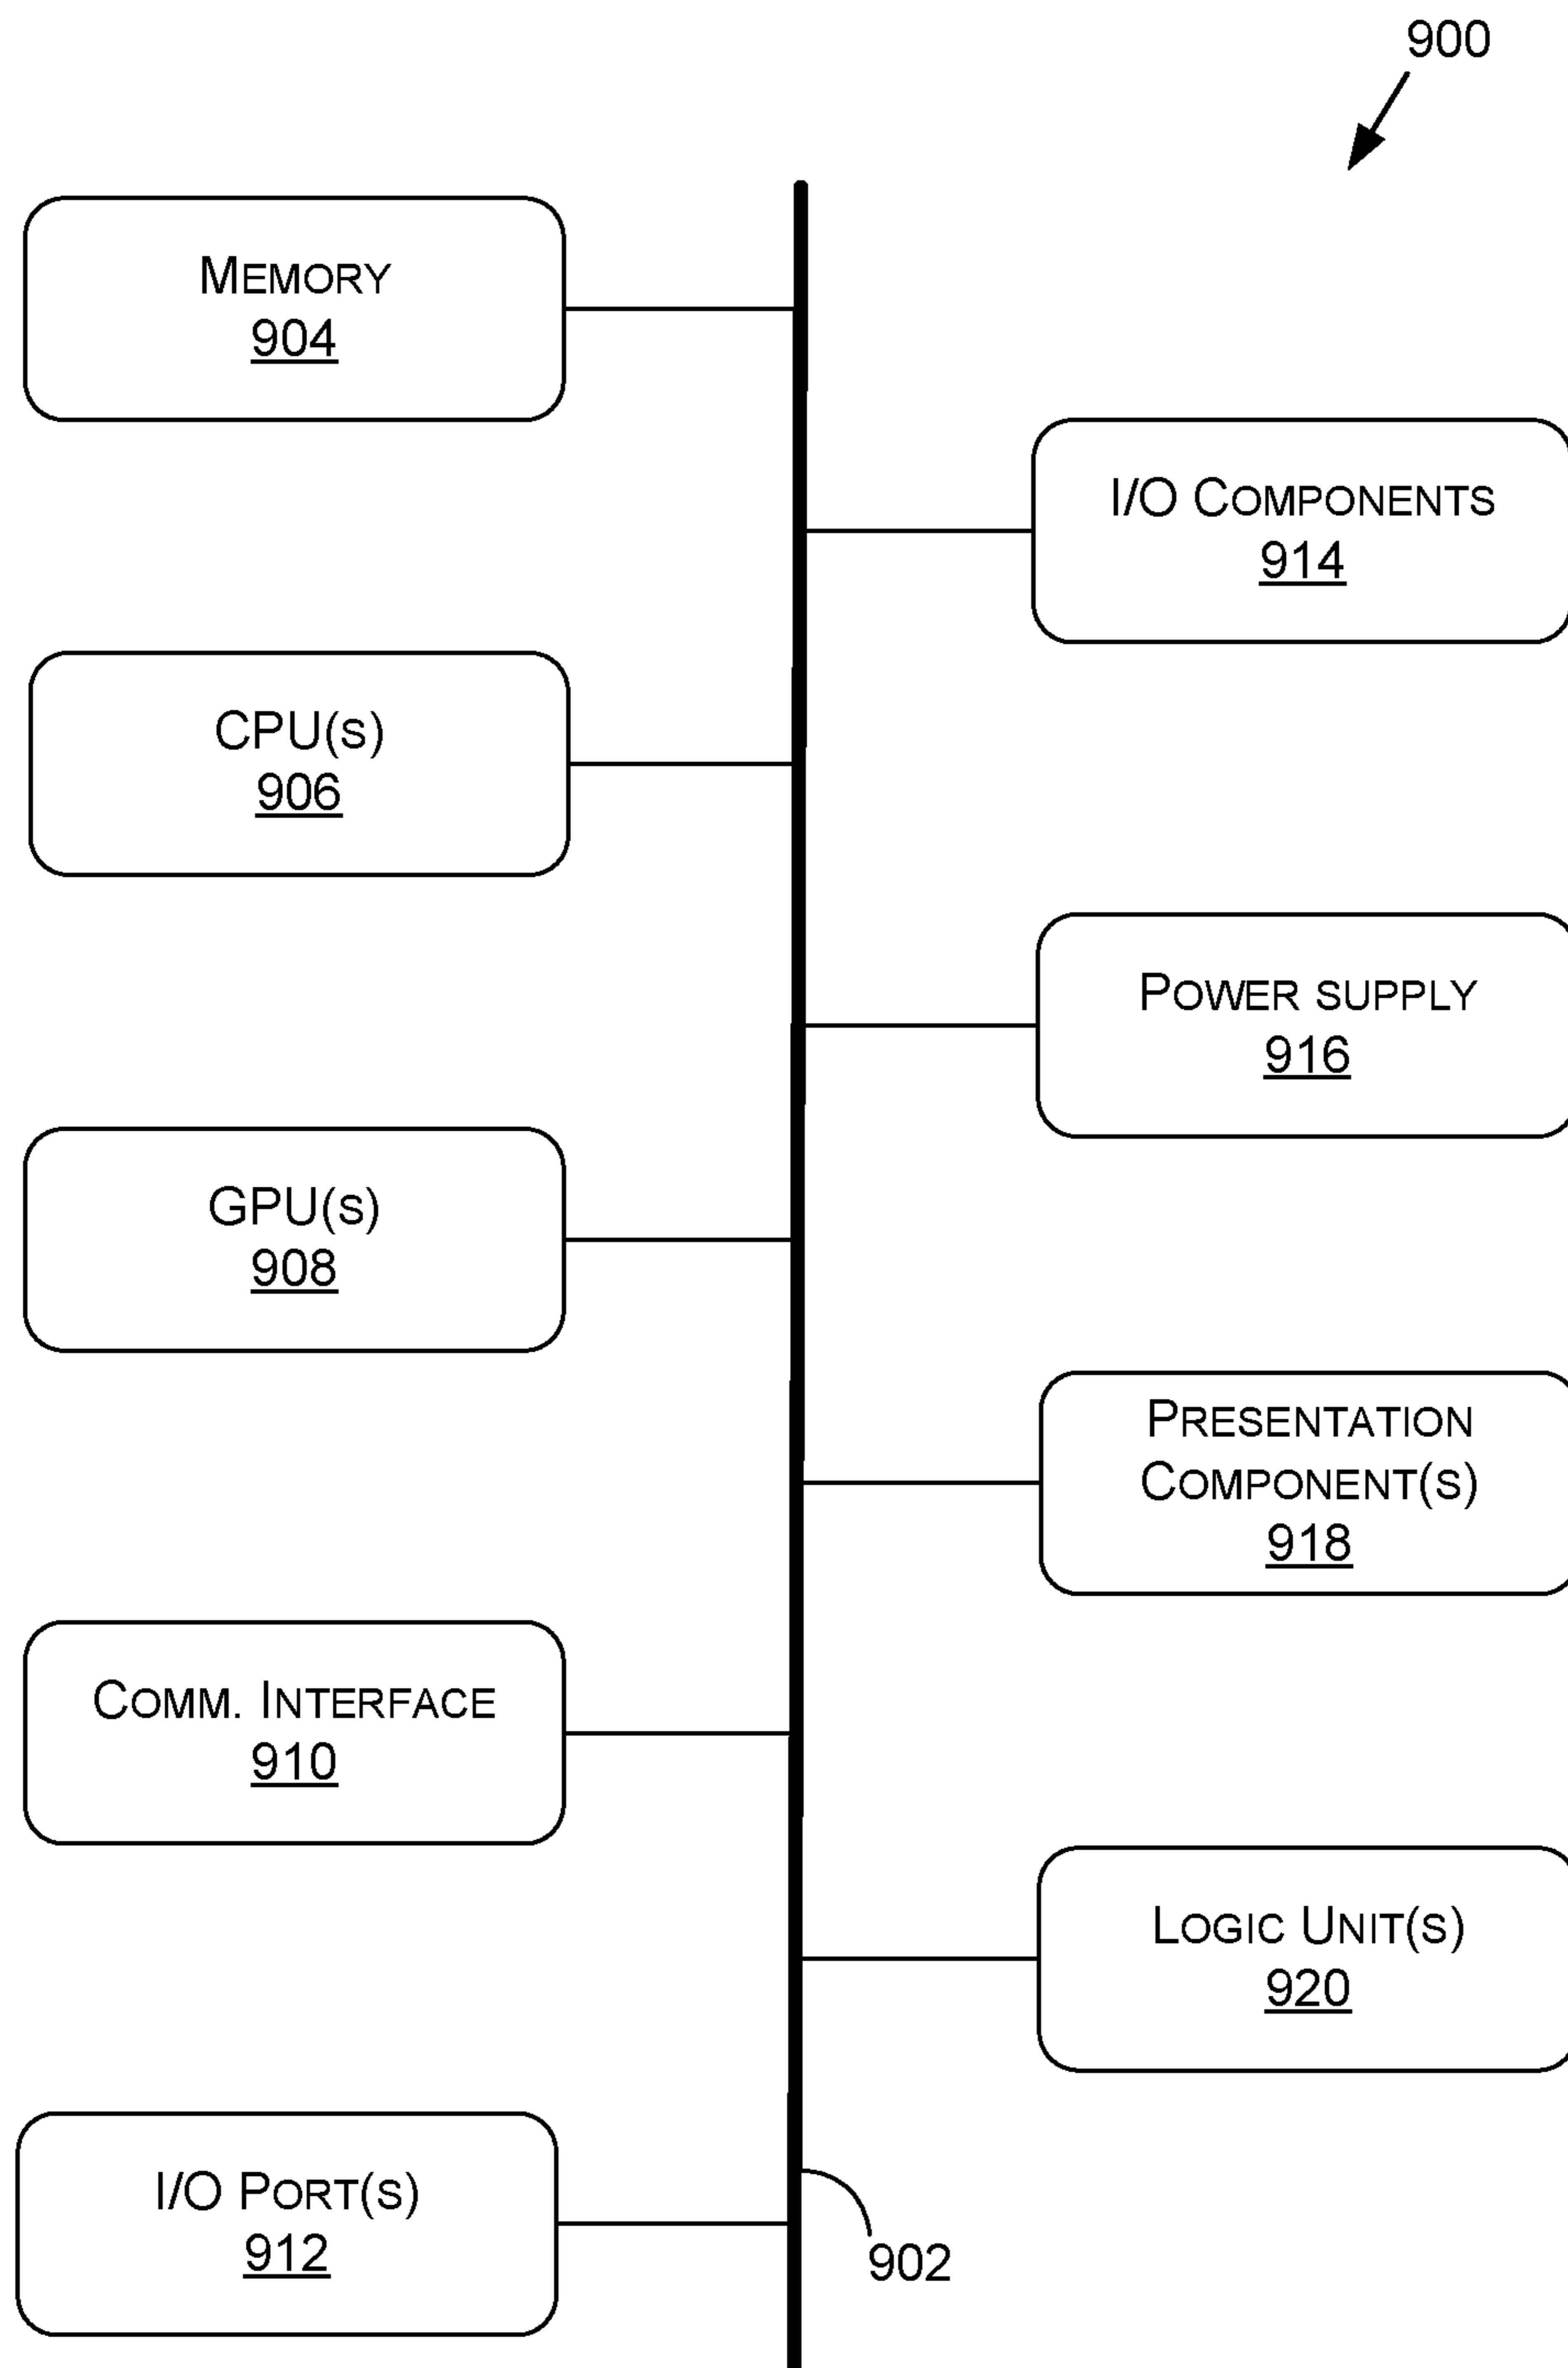 900
MEMORY
904
I/O COMPONENTS
914
CPU(S)
906
POWER SUPPLY
916
GPU(S)
908
PRESENTATION
COMPONENT(S)
918
COMM. INTERFACE
910
LOGIC UNIT(S)
920
I/O PORT(S)
912
902